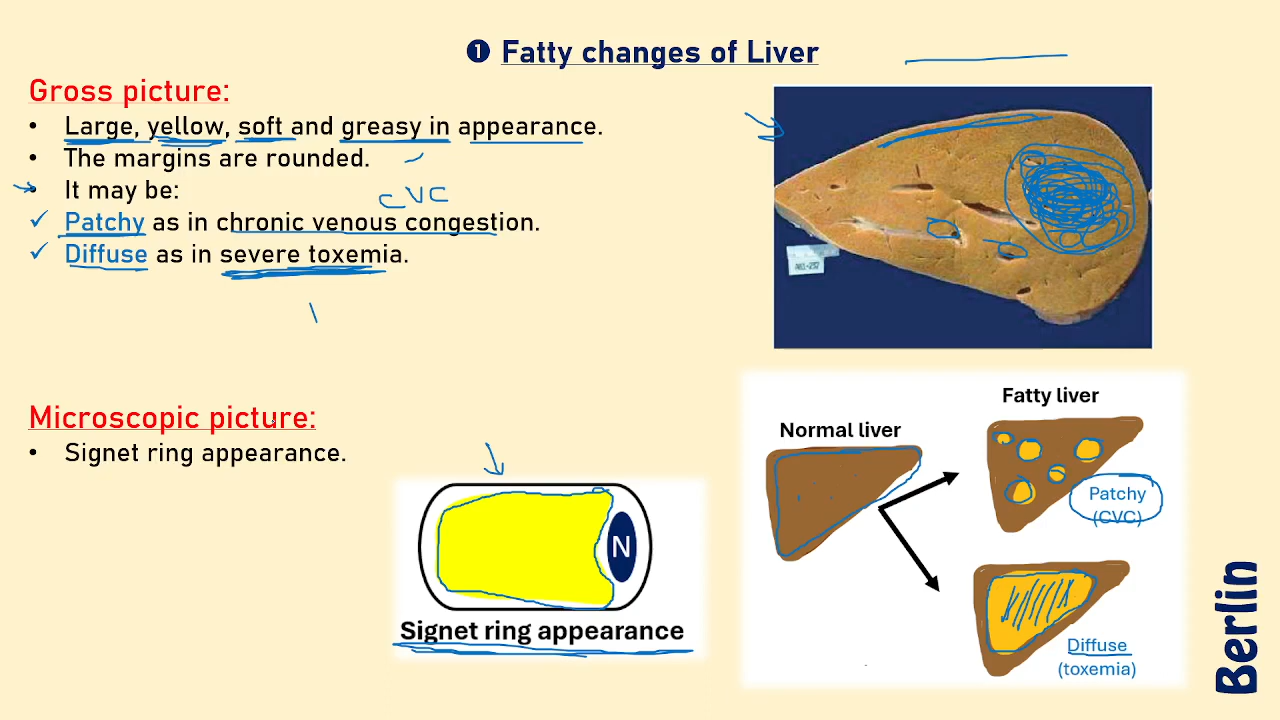 ❶ Fatty changes of Liver
Gross picture:
• Large, yellow, soft and greasy in appearance.
• The margins are rounded.
• It may be:
CVC
✓ Patchy as in chronic venous congestion.
✓ Diffuse as in severe toxemia.
Microscopic picture:
• Signet ring appearance.
N
Signet ring appearance
Fatty liver
Normal liver
Patchy
(CVC)
Diffuse
(toxemia)
Berlin